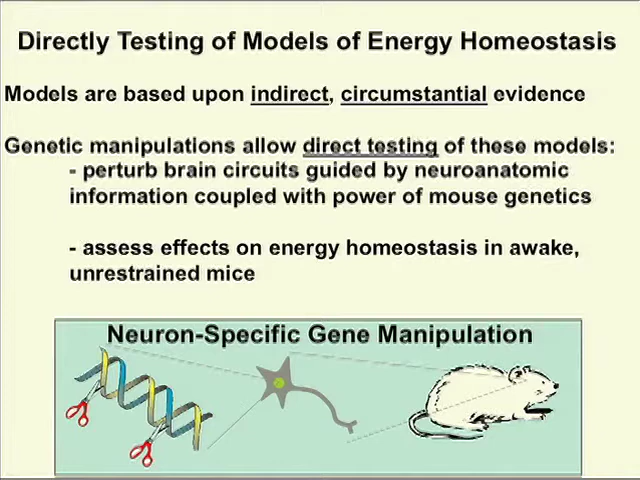 Directly Testing of Models of Energy Homeostasis
Models are based upon indirect, circumstantial evidence
Genetic manipulations allow direct testing of these models:
- perturb brain circuits guided by neuroanatomic
information coupled with power of mouse genetics
- assess effects on energy homeostasis in awake,
unrestrained mice
Neuron-Specific Gene Manipulation